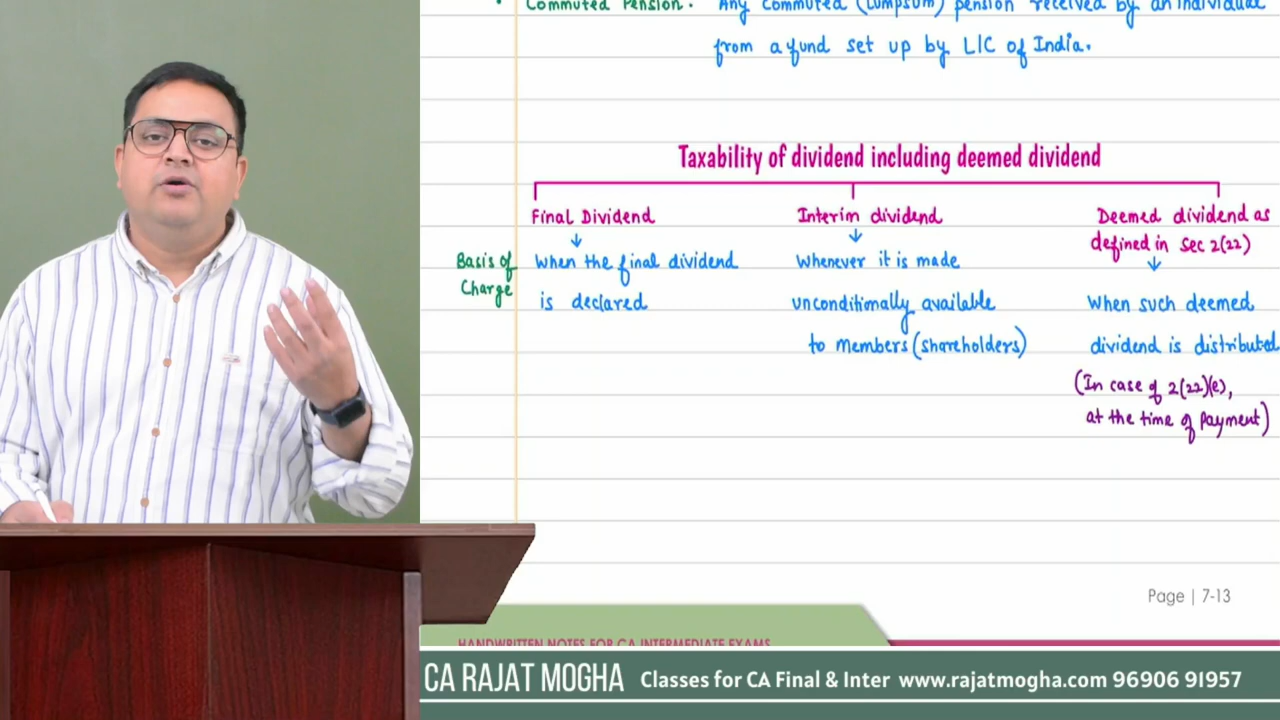 • Commuted Pension: Any commuted (lumpsum) pension received by an individual
from a fund set up by LIC of India.
Taxability of dividend including deemed dividend
Final Dividend
Interim dividend
Deemed dividend as
defined in Sec 2(22)
Basis of
Charge
When the final dividend
is declared
Whenever it is made
unconditionally available
to members (shareholders)
When such deemed
dividend is distributed
(In case of 2(22)(e),
at the time of payment)
Page | 7-13
HANDWRITTEN NOTES FOR CA INTERMEDIATE EXAMS
CA RAJAT MOGHA Classes for CA Final & Inter www.rajatmogha.com 96906 91957